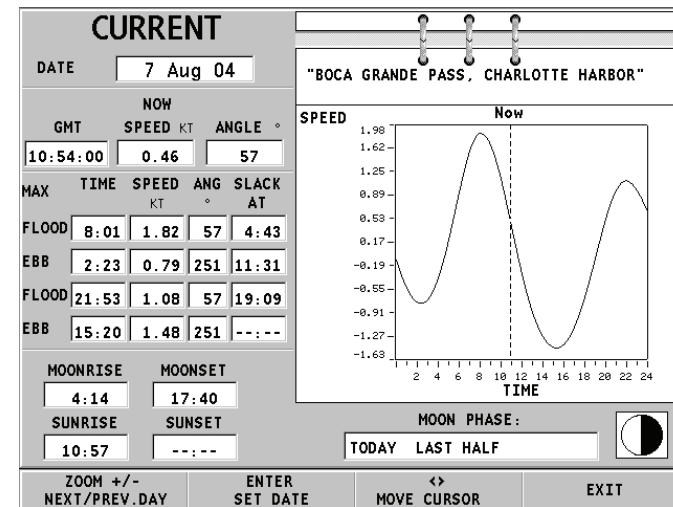 CURRENT
DATE 7 Aug 04
NOW
GMT SPEED KT ANGLE °
10:54:00 0.46 57
MAX TIME SPEED KT ANG ° SLACK AT
FLOOD 8:01 1.82 57 4:43
EBB 2:23 0.79 251 11:31
FLOOD 21:53 1.08 57 19:09
EBB 15:20 1.48 251 --:--
MOONRISE MOONSET
4:14 17:40
SUNRISE SUNSET
10:57 --:--
"BOCA GRANDE PASS, CHARLOTTE HARBOR"
SPEED Now
1.98
1.62
1.25
0.89
0.53
0.17
-0.19
-0.55
-0.91
-1.27
-1.63
2 4 6 8 10 12 14 16 18 20 22 24
TIME
MOON PHASE:
TODAY LAST HALF
ZOOM +/- ENTER <> EXIT
NEXT/PREV.DAY SET DATE MOVE CURSOR